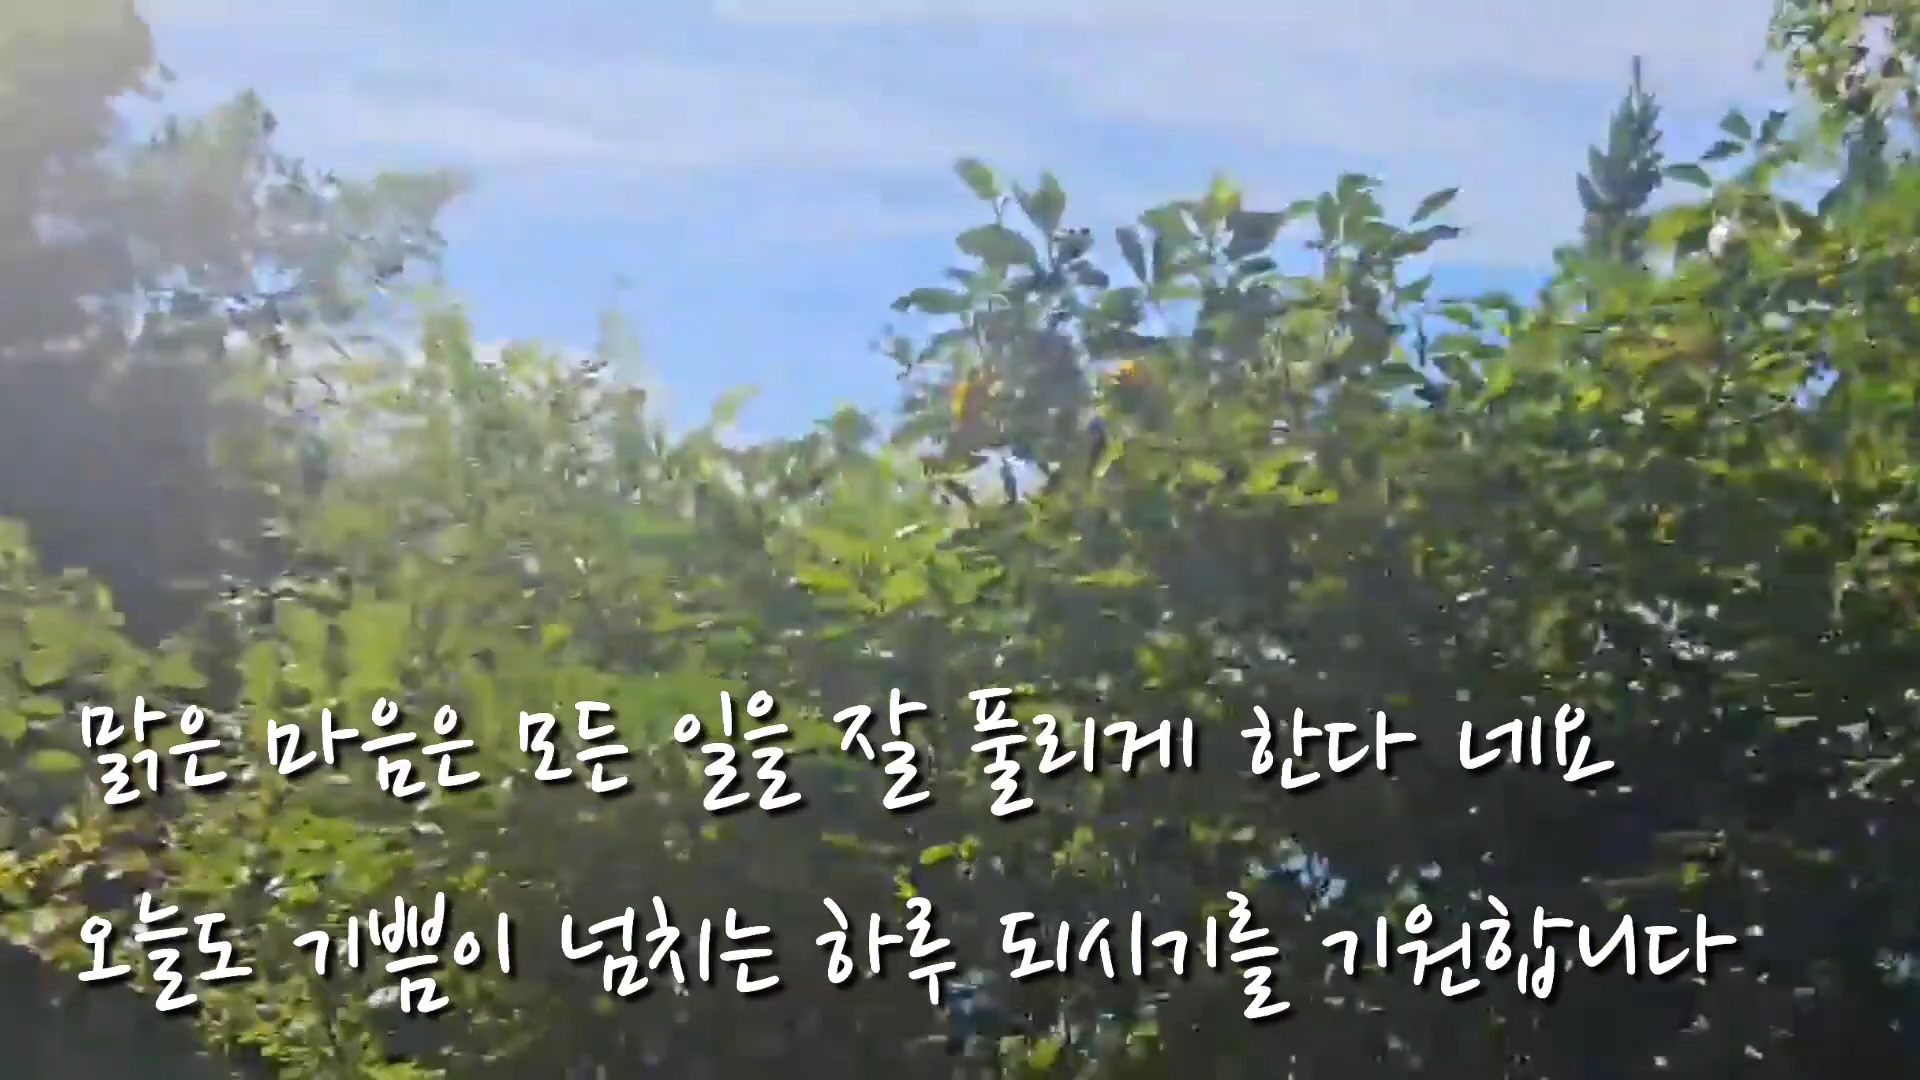 맑은 마음은 모든 일을 잘 풀리게 한다 네요
오늘도 기쁨이 넘치는 하루 되시기를 기원합니다